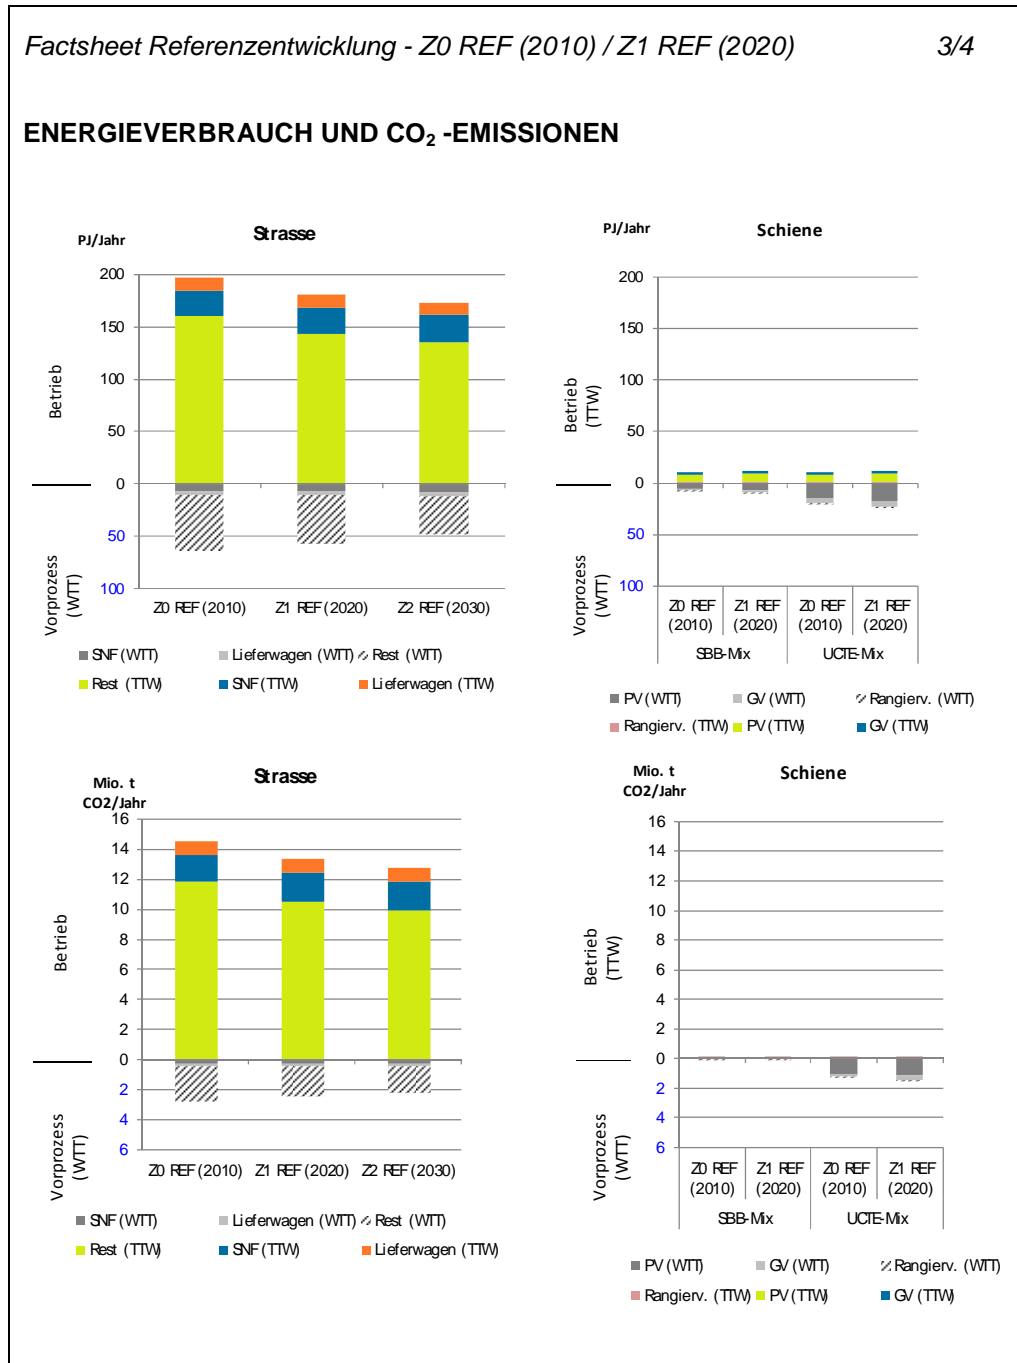 Factsheet Referenzentwicklung - Z0 REF (2010) / Z1 REF (2020) 3/4
ENERGIEVERBRAUCH UND CO₂ -EMISSIONEN
PJ/Jahr
Strasse
200
150
100
50
0
50
100
Betrieb
Vorprozess (WTT)
Z0 REF (2010) Z1 REF (2020) Z2 REF (2030)
SNF (WTT) Lieferwagen (WTT) Rest (WTT)
Rest (TTW) SNF (TTW) Lieferwagen (TTW)
PJ/Jahr
Schiene
200
150
100
50
0
50
100
Betrieb (TTW)
Vorprozess (WTT)
Z0 REF Z1 REF Z0 REF Z1 REF
(2010) (2020) (2010) (2020)
SBB-Mix UCTE-Mix
PV (WTT) GV (WTT) Rangierv. (WTT)
Rangierv. (TTW) PV (TTW) GV (TTW)
Mio. t
CO2/Jahr
Strasse
16
14
12
10
8
6
4
2
0
2
4
6
Betrieb
Vorprozess (WTT)
Z0 REF (2010) Z1 REF (2020) Z2 REF (2030)
SNF (WTT) Lieferwagen (WTT) Rest (WTT)
Rest (TTW) SNF (TTW) Lieferwagen (TTW)
Mio. t
CO2/Jahr
Schiene
16
14
12
10
8
6
4
2
0
2
4
6
Betrieb (TTW)
Vorprozess (WTT)
Z0 REF Z1 REF Z0 REF Z1 REF
(2010) (2020) (2010) (2020)
SBB-Mix UCTE-Mix
PV (WTT) GV (WTT) Rangierv. (WTT)
Rangierv. (TTW) PV (TTW) GV (TTW)